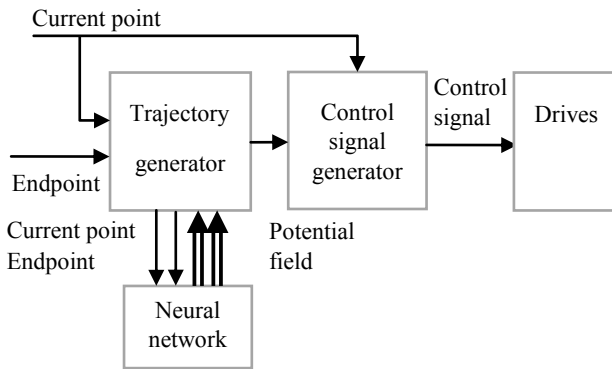 Current point
Trajectory
generator
Endpoint
Control
signal
generator
Control
signal
Drives
Current point
Endpoint
Potential
field
Neural
network